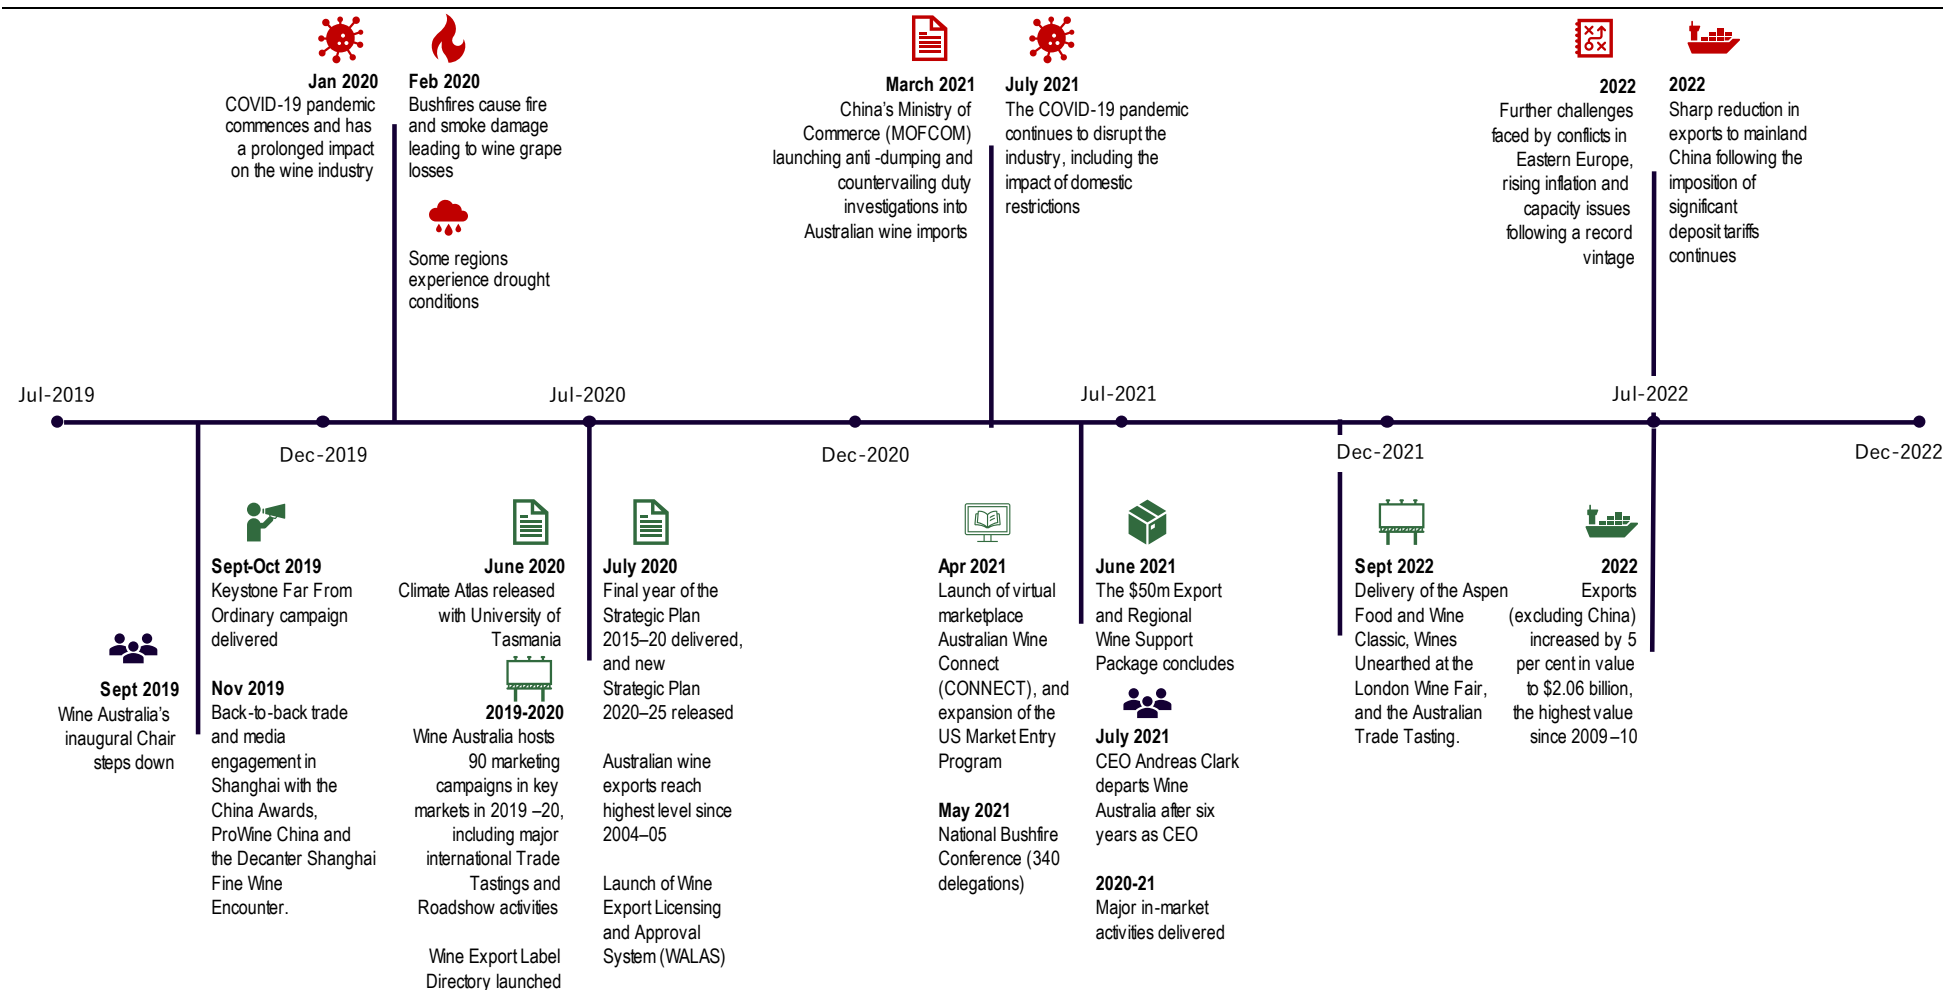 Jan 2020
COVID-19 pandemic
commences and has
a prolonged impact
on the wine industry
Feb 2020
Bushfires cause fire
and smoke damage
leading to wine grape
losses
Some regions
experience drought
conditions
March 2021
China's Ministry of
Commerce (MOFCOM)
launching anti -dumping and
countervailing duty
investigations into
Australian wine imports
July 2021
The COVID-19 pandemic
continues to disrupt the
industry, including the
impact of domestic
restrictions
2022
Further challenges
faced by conflicts in
Eastern Europe,
rising inflation and
capacity issues
following a record
vintage
2022
Sharp reduction in
exports to mainland
China following the
imposition of
significant
deposit tariffs
continues
Jul-2019
Jul-2020
Jul-2021
Jul-2022
Dec-2019
Dec-2020
Dec-2021
Dec-2022
Sept 2019
Wine Australia's
inaugural Chair
steps down
Sept-Oct 2019
Keystone Far From
Ordinary campaign
delivered
Nov 2019
Back-to-back trade
and media
engagement in
Shanghai with the
China Awards,
ProWine China and
the Decanter Shanghai
Fine Wine
Encounter.
June 2020
Climate Atlas released
with University of
Tasmania
2019-2020
Wine Australia hosts
90 marketing
campaigns in key
markets in 2019 –20,
including major
international Trade
Tastings and
Roadshow activities
Wine Export Label
Directory launched
July 2020
Final year of the
Strategic Plan
2015–20 delivered,
and new
Strategic Plan
2020–25 released
Australian wine
exports reach
highest level since
2004–05
Launch of Wine
Export Licensing
and Approval
System (WALAS)
Apr 2021
Launch of virtual
marketplace
Australian Wine
Connect
(CONNECT), and
expansion of the
US Market Entry
Program
May 2021
National Bushfire
Conference (340
delegations)
June 2021
The $50m Export
and Regional
Wine Support
Package concludes
July 2021
CEO Andreas Clark
departs Wine
Australia after six
years as CEO
2020-21
Major in-market
activities delivered
Sept 2022
Delivery of the Aspen
Food and Wine
Classic, Wines
Unearthed at the
London Wine Fair,
and the Australian
Trade Tasting.
2022
Exports
(excluding China)
increased by 5
per cent in value
to $2.06 billion,
the highest value
since 2009–10